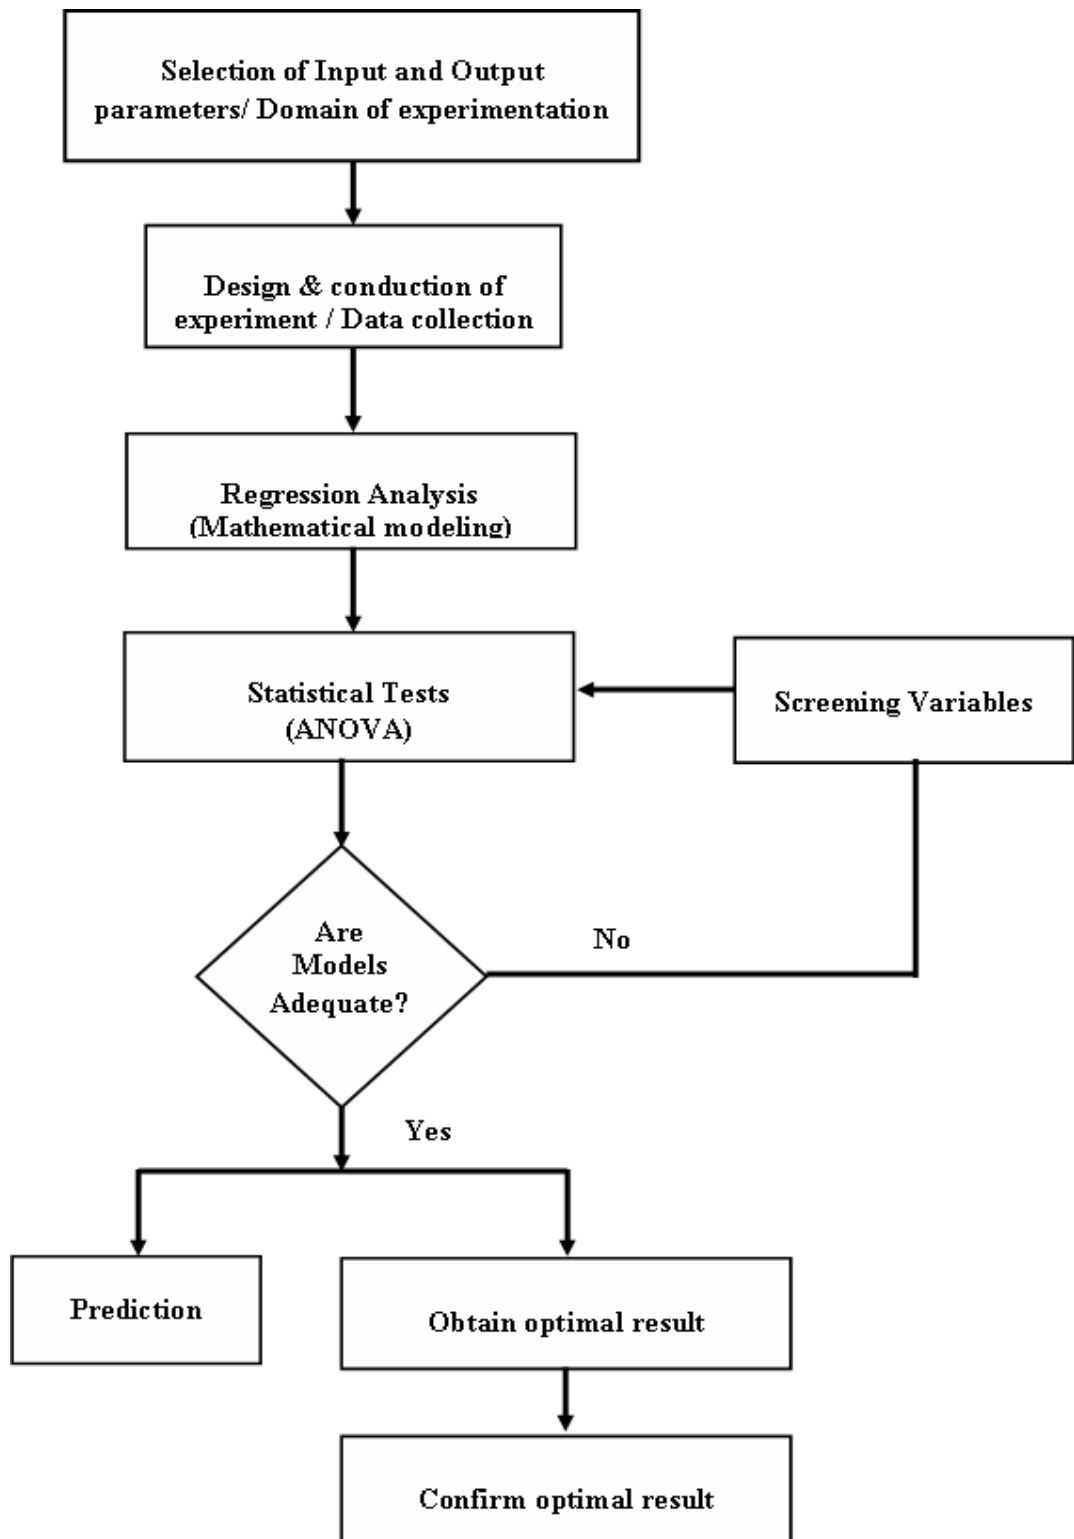 Selection of Input and Output
parameters/ Domain of experimentation
Design & conduction of
experiment / Data collection
Regression Analysis
(Mathematical modeling)
Statistical Tests
(ANOVA)
Screening Variables
Are
Models
Adequate?
No
Yes
Prediction
Obtain optimal result
Confirm optimal result